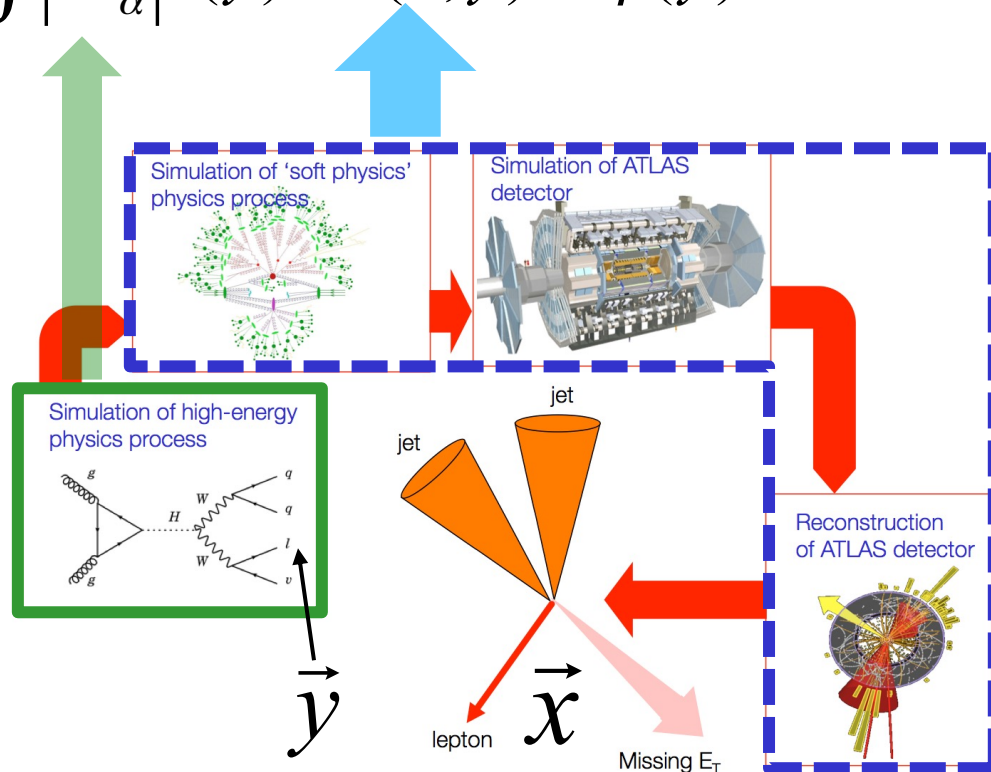 Simulation of ‘soft physics’
physics process
Simulation of ATLAS
detector
Simulation of high-energy
physics process
g
g
H
W
W
q
q
l
ν
jet
jet
Reconstruction
of ATLAS detector
y
x
lepton
Missing E_T